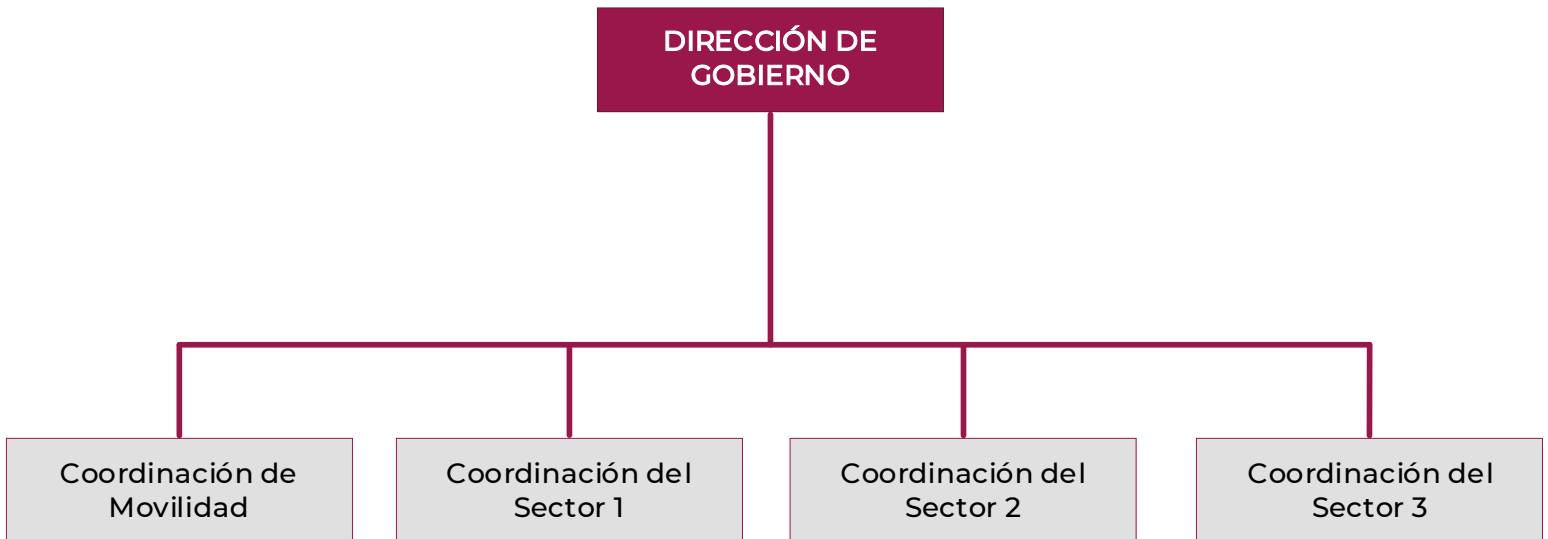 DIRECCIÓN DE
GOBIERNO
Coordinación de
Movilidad
Coordinación del
Sector 1
Coordinación del
Sector 2
Coordinación del
Sector 3